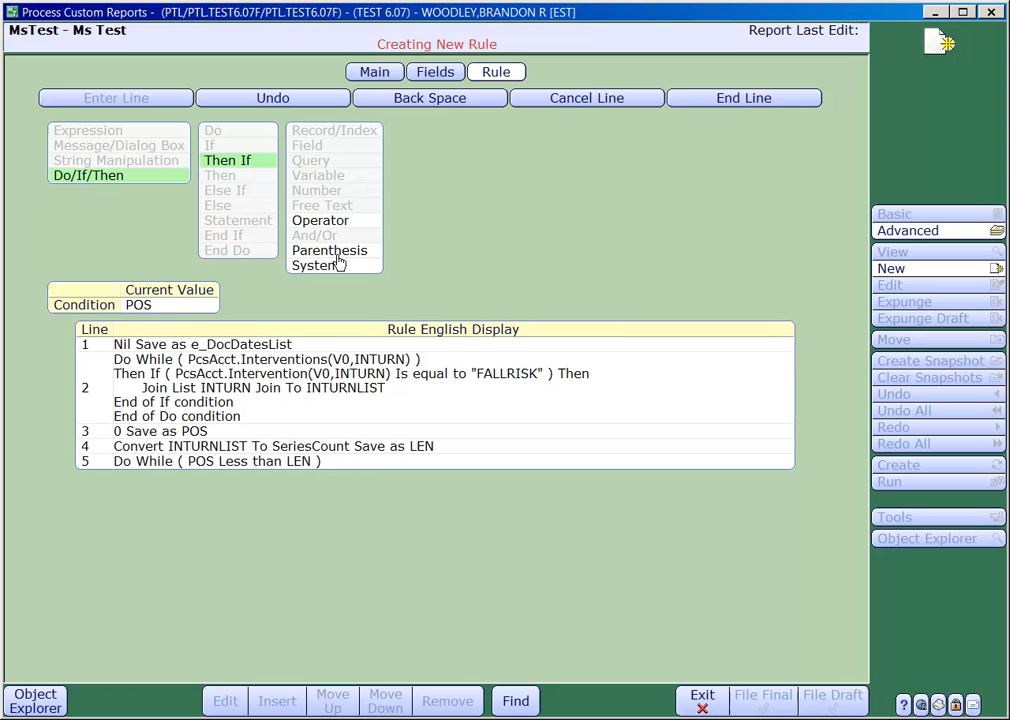 Process Custom Reports - (PTL/PTL.TEST6.07F/PTL.TEST6.07F) - (TEST 6.07) - WOODLEY,BRANDON R [EST]
MsTest - Ms Test
Report Last Edit:
Creating New Rule
Main Fields Rule
Enter Line Undo Back Space Cancel Line End Line
Expression
Message/Dialog Box
String Manipulation
Do/If/Then
Do
If
Then If
Then
Else If
Else
Statement
End If
End Do
Record/Index
Field
Query
Variable
Number
Free Text
Operator
And/Or
Parenthesis
System
Current Value
Condition POS
Line Rule English Display
1 Nil Save as e_DocDatesList
Do While ( PcsAcct.Interventions(V0,INTURN) )
Then If ( PcsAcct.Intervention(V0,INTURN) Is equal to "FALLRISK" ) Then
2 Join List INTURN Join To INTURNLIST
End of If condition
End of Do condition
3 0 Save as POS
4 Convert INTURNLIST To SeriesCount Save as LEN
5 Do While ( POS Less than LEN )
Basic
Advanced
View
New
Edit
Expunge
Expunge Draft
Move
Create Snapshot
Clear Snapshots
Undo
Undo All
Redo
Redo All
Create
Run
Tools
Object Explorer
Object
Explorer
Edit
Insert
Move
Up
Move
Down
Remove
Find
Exit
File Final
File Draft
?